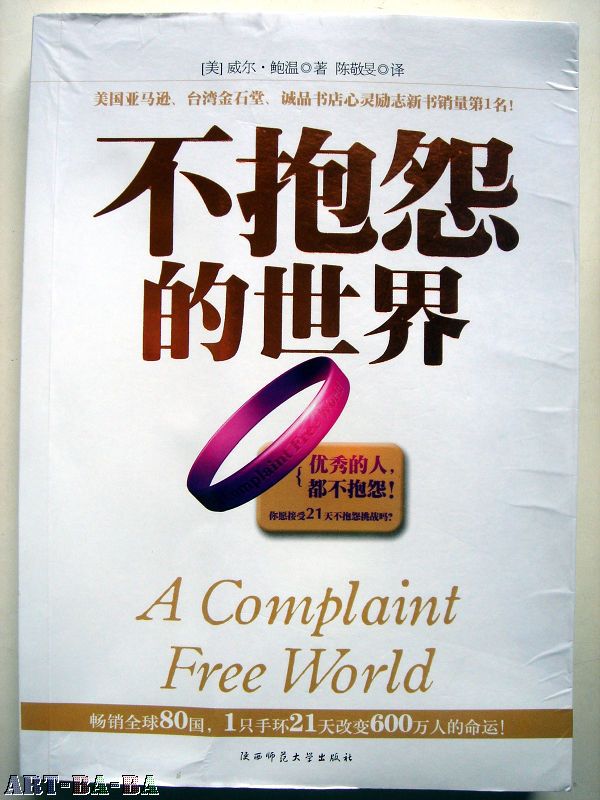 [美] 威尔·鲍温◎著 陈敬旻◎译
美国亚马逊、台湾金石堂、诚品书店心灵励志新书销量第1名!
不抱怨
的世界
Complaint Free World
优秀的人,
都不抱怨!
你愿接受21天不抱怨挑战吗?
A Complaint
Free World
畅销全球80国,1只手环21天改变600万人的命运!
陕西师范大学出版社
ART-BA-BA